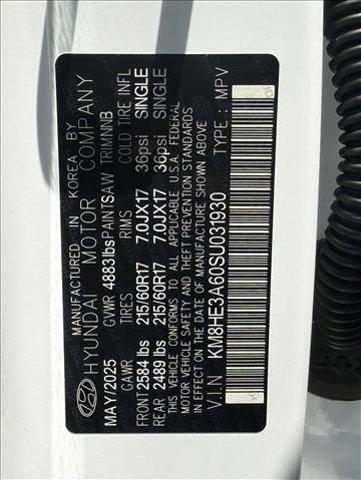 MANUFACTURED IN KOREA BY
HYUNDAI MOTOR COMPANY
MAY/2025 GVWR 4883lbs PAINT SAW TRIM NNB
GAWR TIRES RIMS COLD TIRE INFL
FRONT 2584 lbs 215/60R17 7.0JX17 36psi SINGLE
REAR 2489 lbs 215/60R17 7.0JX17 36psi SINGLE
THIS VEHICLE CONFORMS TO ALL APPLICABLE U.S.A. FEDERAL
MOTOR VEHICLE SAFETY AND THEFT PREVENTION STANDARDS
IN EFFECT ON THE DATE OF MANUFACTURE SHOWN ABOVE.
V.I.N : KM8HE3A60SU031930 TYPE : MPV